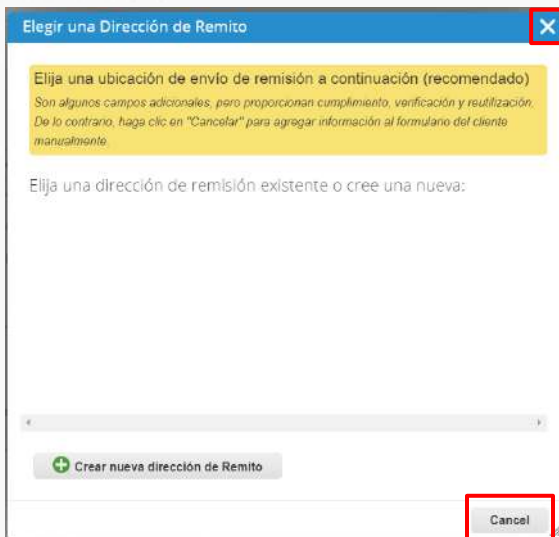 Elegir una Dirección de Remito
Elija una ubicación de envío de remisión a continuación (recomendado)
Son algunos campos adicionales, pero proporcionan cumplimiento, verificación y reutilización.
De lo contrario, haga clic en "Cancelar" para agregar información al formulario del cliente
manualmente.
Elija una dirección de remisión existente o cree una nueva:
Crear nueva dirección de Remito
Cancel